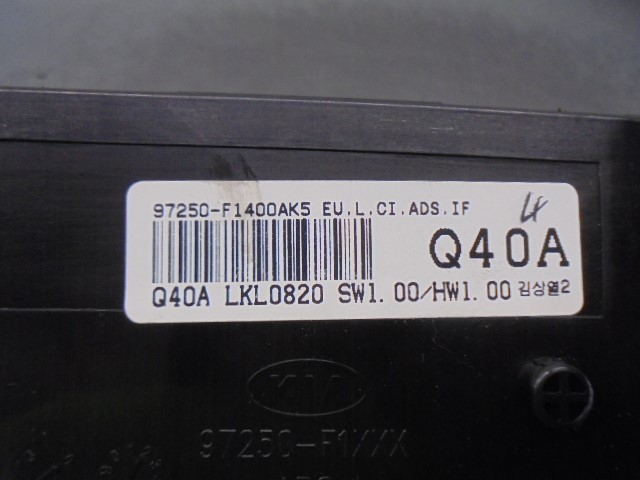 97250-F1400AK5 EU.L.CI.ADS.IF
4
Q40A
Q40A LKL0820 SW1.00/HW1.00 김상열2
KIA
97250-F1XXX